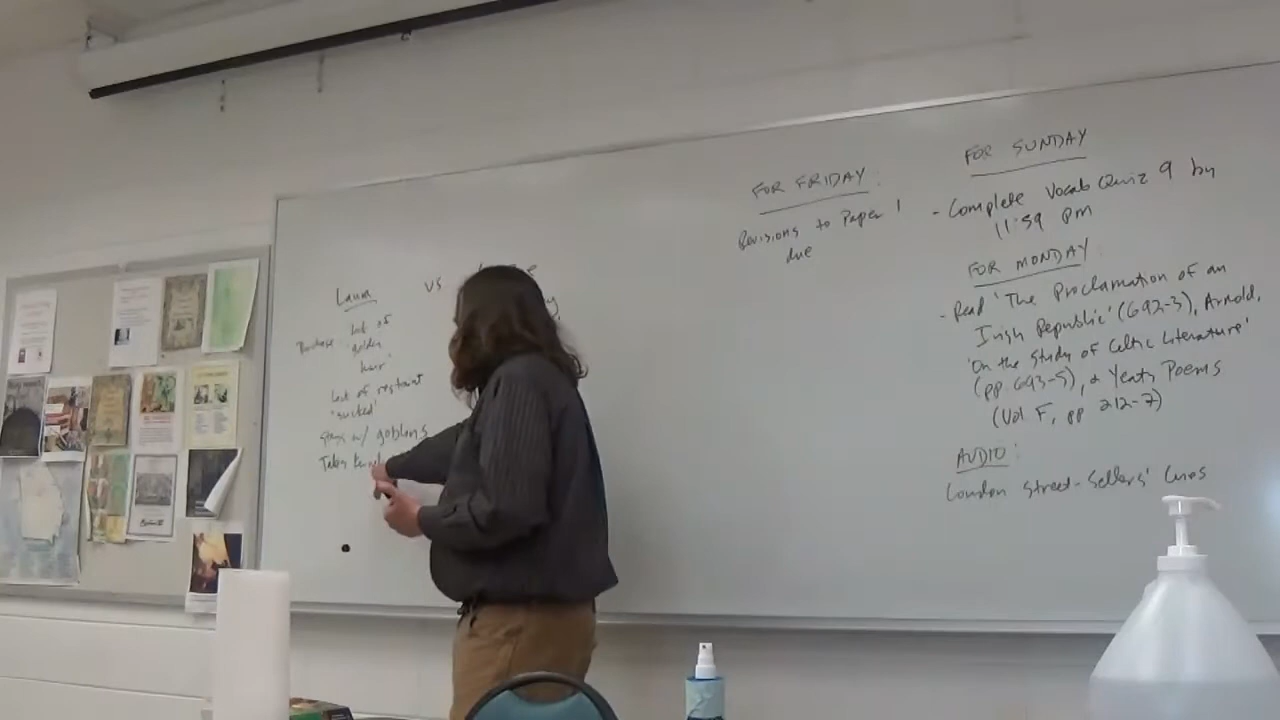 Laura
vs
lock of
Purchase golden
hair'
Lack of restraint
"sucked"
w/ goblins
Takes
FOR FRIDAY:
Revisions to Paper 1
due
FOR SUNDAY
- Complete Vocab Quiz 9 by
11:59 pm
FOR MONDAY:
- Read 'The Proclamation of an
Irish Republic' (692-3), Arnold,
'On the Study of Celtic Literature'
(pp 693-5), & Yeats Poems
(Vol F, pp 212-7)
AUDIO:
London Street-Sellers' Cries